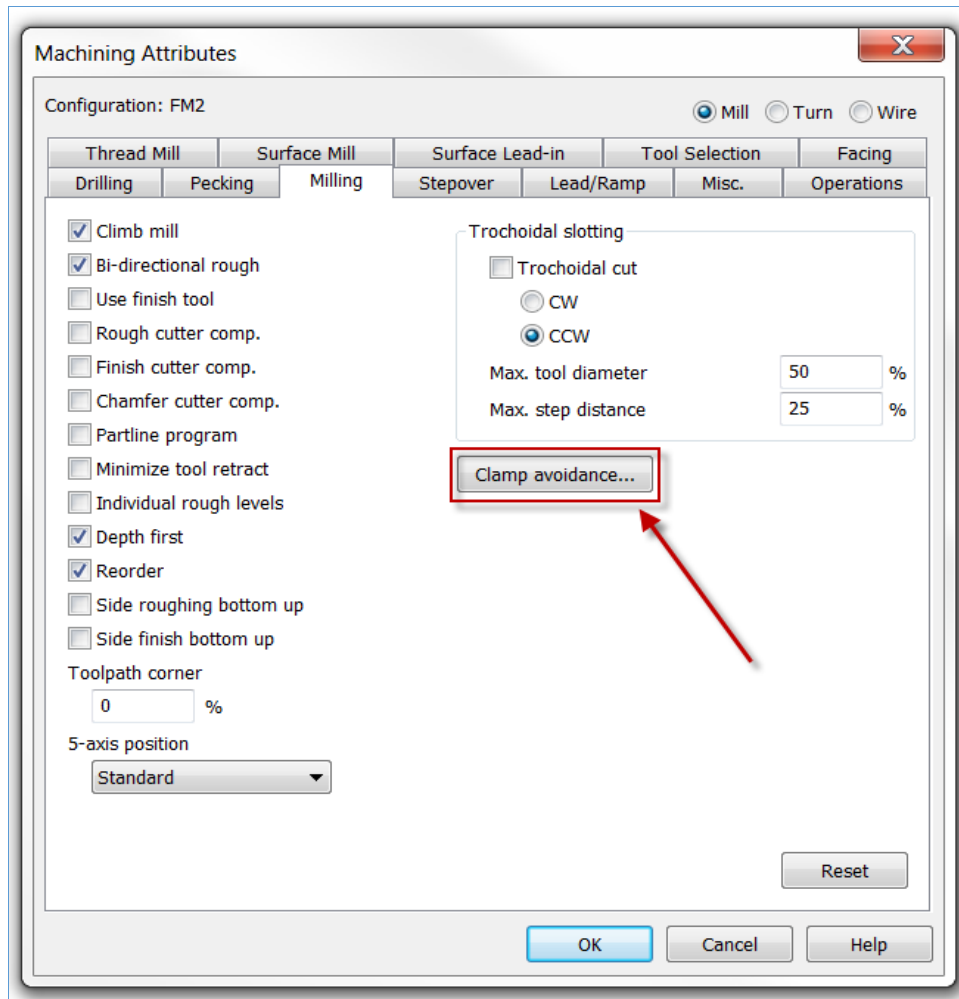 Machining Attributes
X
Configuration: FM2
Mill Turn Wire
Thread Mill Surface Mill Surface Lead-in Tool Selection Facing
Drilling Pecking Milling Stepover Lead/Ramp Misc. Operations
Climb mill
Bi-directional rough
Use finish tool
Rough cutter comp.
Finish cutter comp.
Chamfer cutter comp.
Partline program
Minimize tool retract
Individual rough levels
Depth first
Reorder
Side roughing bottom up
Side finish bottom up
Toolpath corner
0 %
5-axis position
Standard
Trochoidal slotting
Trochoidal cut
CW
CCW
Max. tool diameter 50 %
Max. step distance 25 %
Clamp avoidance...
Reset
OK Cancel Help